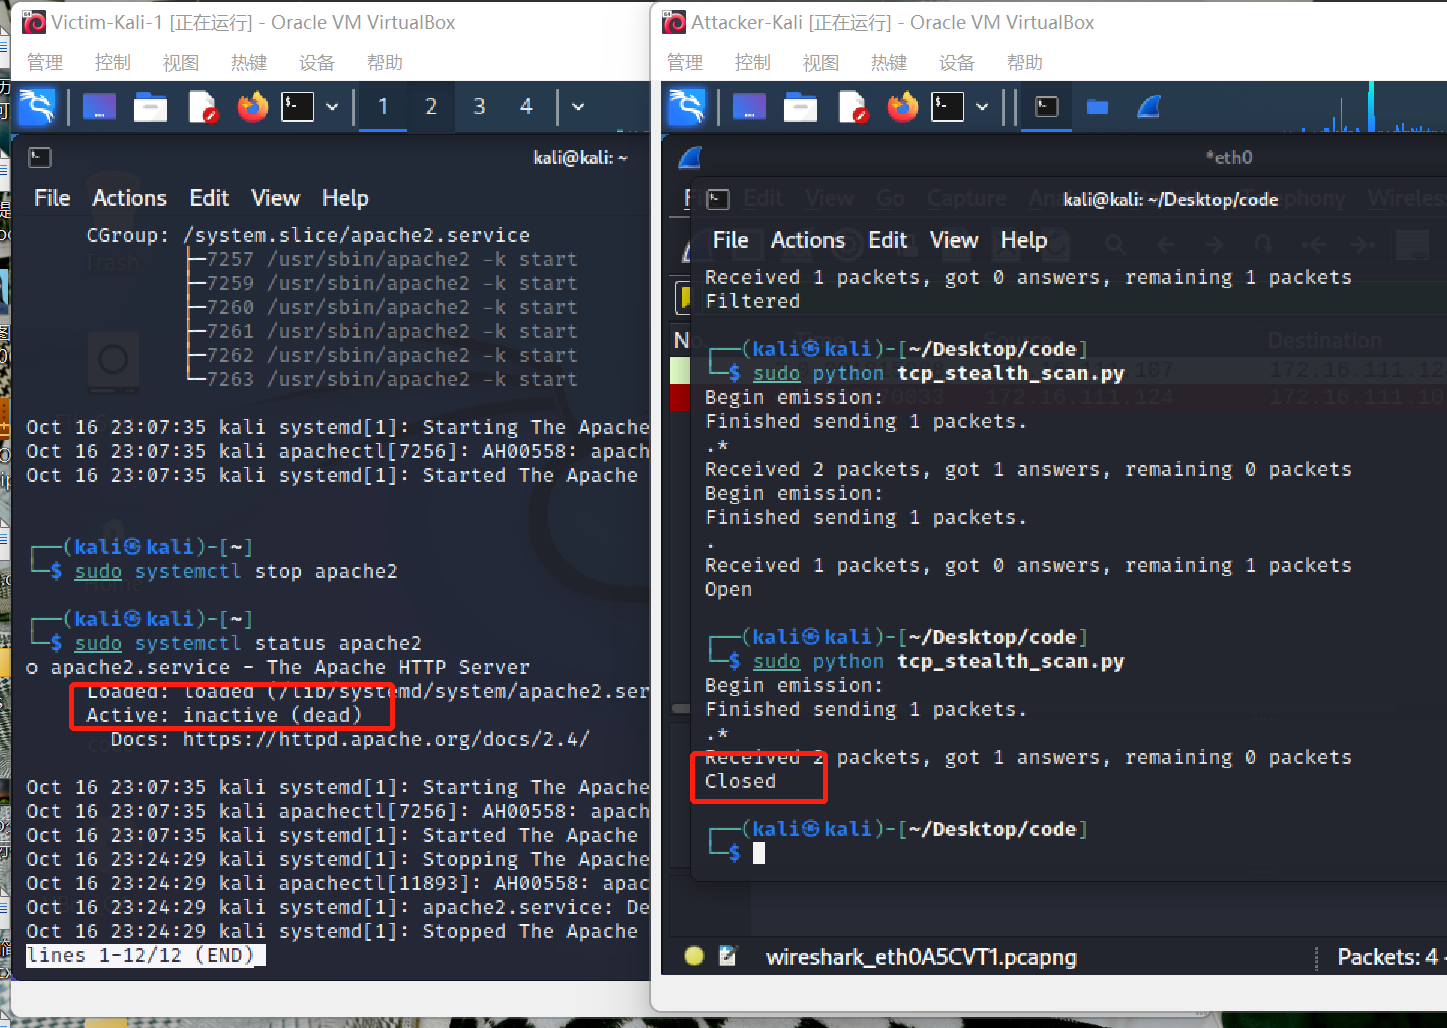 Victim-Kali-1 [正在运行] - Oracle VM VirtualBox
管理 控制 视图 热键 设备 帮助
1 2 3 4
kali@kali: ~
File Actions Edit View Help
CGroup: /system.slice/apache2.service
├─7257 /usr/sbin/apache2 -k start
├─7259 /usr/sbin/apache2 -k start
├─7260 /usr/sbin/apache2 -k start
├─7261 /usr/sbin/apache2 -k start
├─7262 /usr/sbin/apache2 -k start
└─7263 /usr/sbin/apache2 -k start
Oct 16 23:07:35 kali systemd[1]: Starting The Apache
Oct 16 23:07:35 kali apachectl[7256]: AH00558: apach
Oct 16 23:07:35 kali systemd[1]: Started The Apache
┌──(kali㉿kali)-[~]
└─$ sudo systemctl stop apache2
┌──(kali㉿kali)-[~]
└─$ sudo systemctl status apache2
○ apache2.service - The Apache HTTP Server
Loaded: loaded (/lib/systemd/system/apache2.ser
Active: inactive (dead)
Docs: https://httpd.apache.org/docs/2.4/
Oct 16 23:07:35 kali systemd[1]: Starting The Apache
Oct 16 23:07:35 kali apachectl[7256]: AH00558: apach
Oct 16 23:07:35 kali systemd[1]: Started The Apache
Oct 16 23:24:29 kali systemd[1]: Stopping The Apache
Oct 16 23:24:29 kali apachectl[11893]: AH00558: apac
Oct 16 23:24:29 kali systemd[1]: apache2.service: De
Oct 16 23:24:29 kali systemd[1]: Stopped The Apache
lines 1-12/12 (END)
Attacker-Kali [正在运行] - Oracle VM VirtualBox
管理 控制 视图 热键 设备 帮助
*eth0
Edit View Go Capture Telephony Wireles
kali@kali: ~/Desktop/code
File Actions Edit View Help
Received 1 packets, got 0 answers, remaining 1 packets
Filtered
Destination
┌──(kali㉿kali)-[~/Desktop/code]
└─$ sudo python tcp_stealth_scan.py
Begin emission:
172.16.111.124
Finished sending 1 packets.
.*
Received 2 packets, got 1 answers, remaining 0 packets
Begin emission:
Finished sending 1 packets.
.
Received 1 packets, got 0 answers, remaining 1 packets
Open
┌──(kali㉿kali)-[~/Desktop/code]
└─$ sudo python tcp_stealth_scan.py
Begin emission:
Finished sending 1 packets.
.*
Received 2 packets, got 1 answers, remaining 0 packets
Closed
┌──(kali㉿kali)-[~/Desktop/code]
└─$
wireshark_eth0A5CVT1.pcapng
Packets: 4